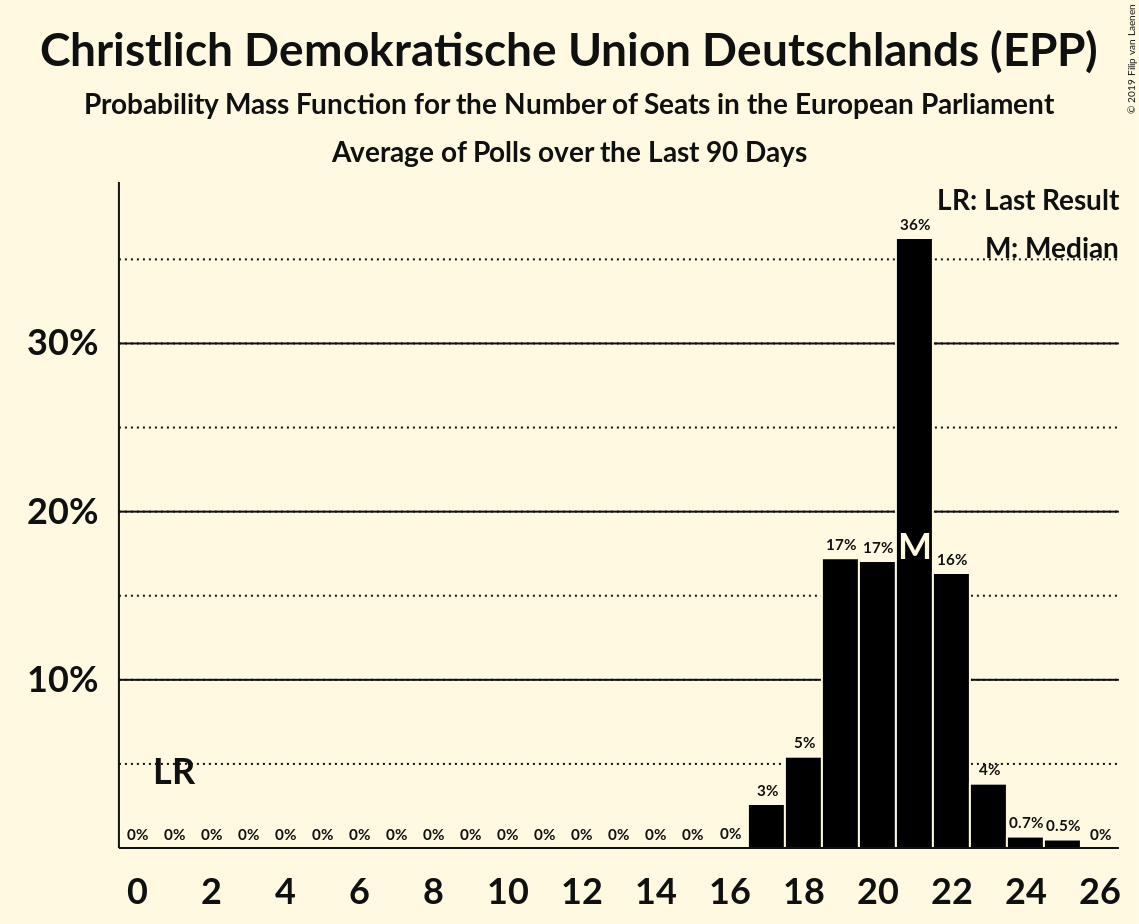 Christlich Demokratische Union Deutschlands (EPP)
Probability Mass Function for the Number of Seats in the European Parliament
Average of Polls over the Last 90 Days
© 2019 Filip van Laenen
LR: Last Result
M: Median
36%
30%
20%
17% 17% M 16%
10%
5%
LR
4%
3%
0.7% 0.5%
0% 0% 0% 0% 0% 0% 0% 0% 0% 0% 0% 0% 0% 0% 0% 0% 0% 0%
0 2 4 6 8 10 12 14 16 18 20 22 24 26